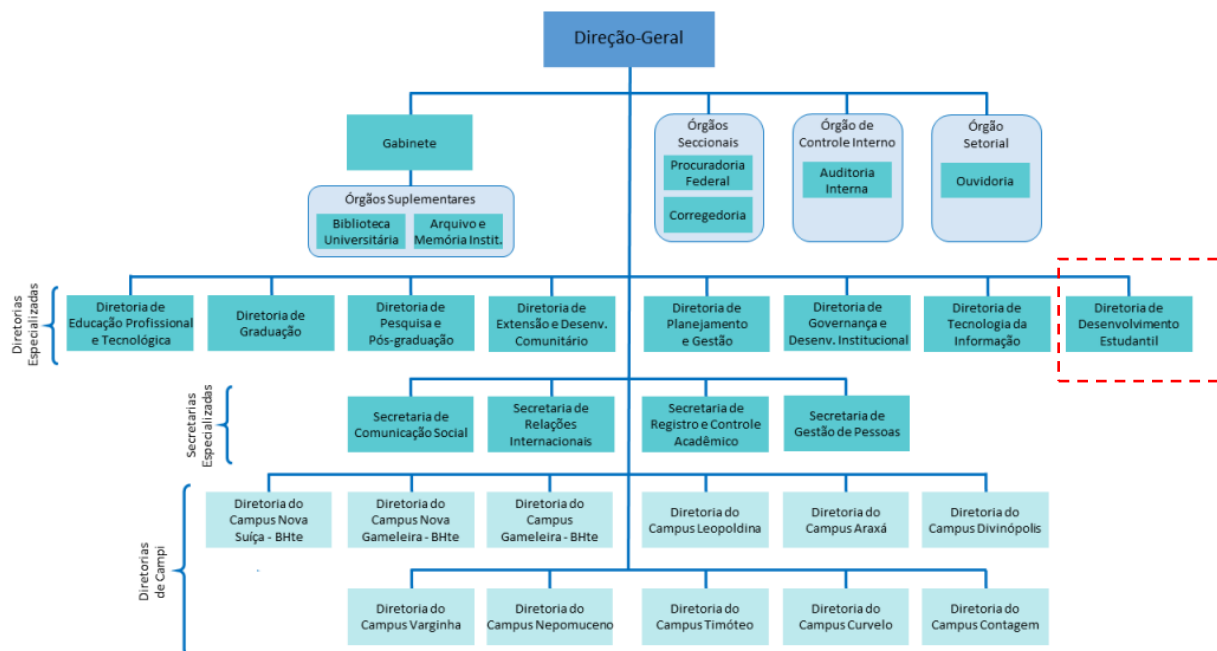 Direção-Geral
Gabinete
Órgãos Suplementares
Biblioteca
Universitária
Arquivo e
Memória Instit.
Órgãos
Seccionais
Procuradoria
Federal
Corregedoria
Órgão de
Controle Interno
Auditoria
Interna
Órgão
Setorial
Ouvidoria
Diretorias
Especializadas
Diretoria de
Educação Profissional
e Tecnológica
Diretoria de
Graduação
Diretoria de
Pesquisa e
Pós-graduação
Diretoria de
Extensão e Desenv.
Comunitário
Diretoria de
Planejamento
e Gestão
Diretoria de
Governança e
Desenv. Institucional
Diretoria de
Tecnologia da
Informação
Diretoria de
Desenvolvimento
Estudantil
Secretarias
Especializadas
Secretaria de
Comunicação Social
Secretaria de
Relações
Internacionais
Secretaria de
Registro e Controle
Acadêmico
Secretaria de
Gestão de Pessoas
Diretorias
de Campi
Diretoria do
Campus Nova
Suíça - BHte
Diretoria do
Campus Nova
Gameleira - BHte
Diretoria do
Campus
Gameleira - BHte
Diretoria do
Campus Leopoldina
Diretoria do
Campus Araxá
Diretoria do
Campus Divinópolis
Diretoria do
Campus Varginha
Diretoria do
Campus Nepomuceno
Diretoria do
Campus Timóteo
Diretoria do
Campus Curvelo
Diretoria do
Campus Contagem